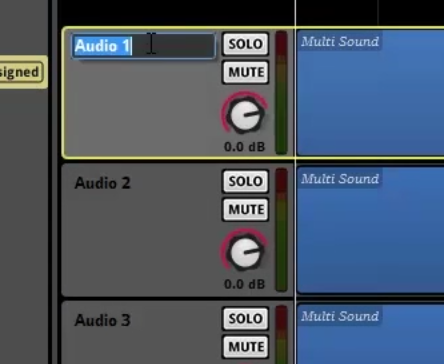 Audio 1
SOLO
Multi Sound
signed
MUTE
0.0 dB
Audio 2
SOLO
Multi Sound
MUTE
0.0 dB
Audio 3
SOLO
Multi Sound
MUTE